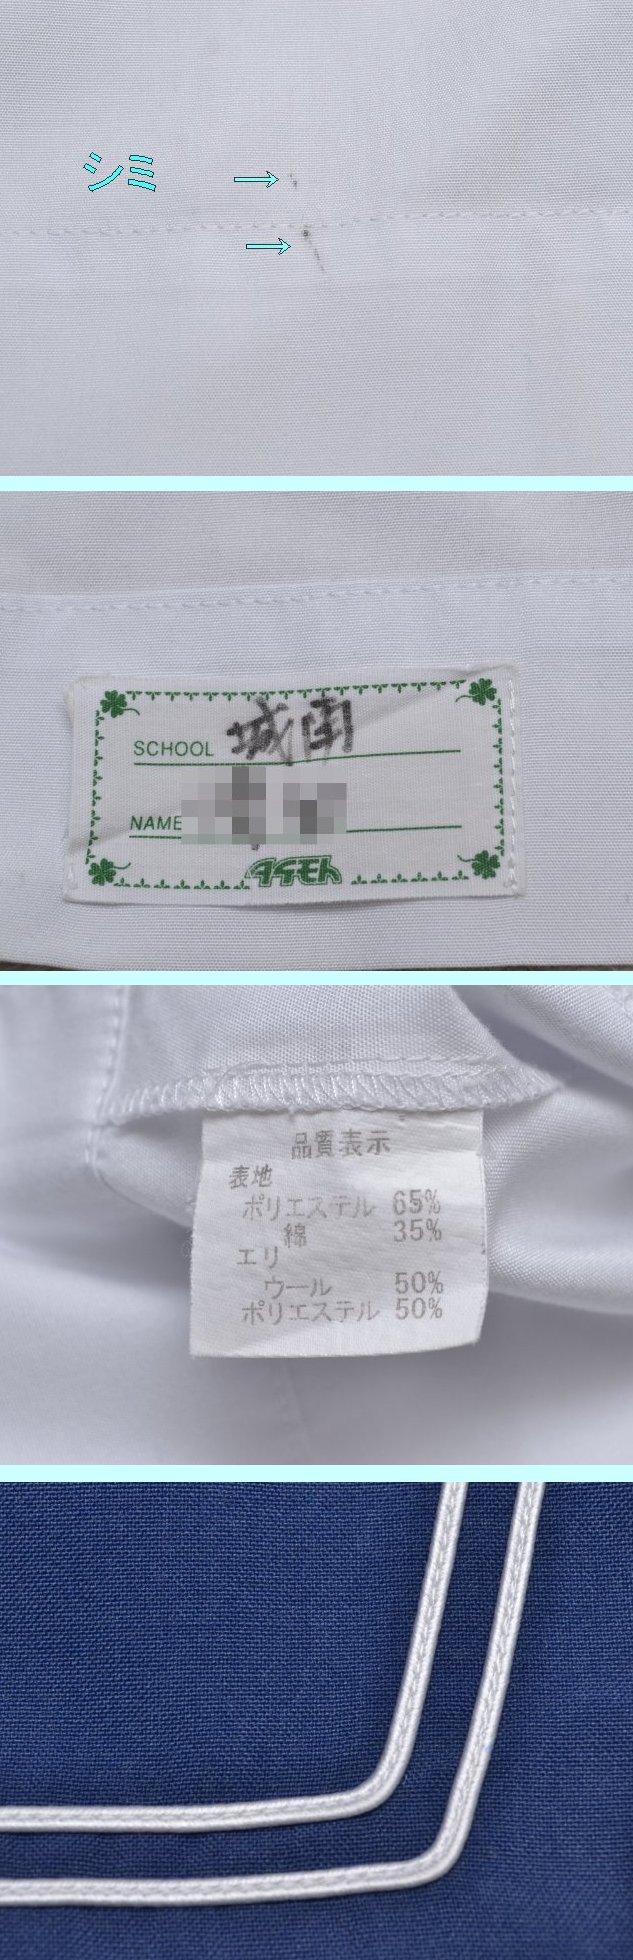 シミ
SCHOOL 城南
NAME
タイモト
品質表示
表地
ポリエステル 65%
綿 35%
エリ
ウール 50%
ポリエステル 50%